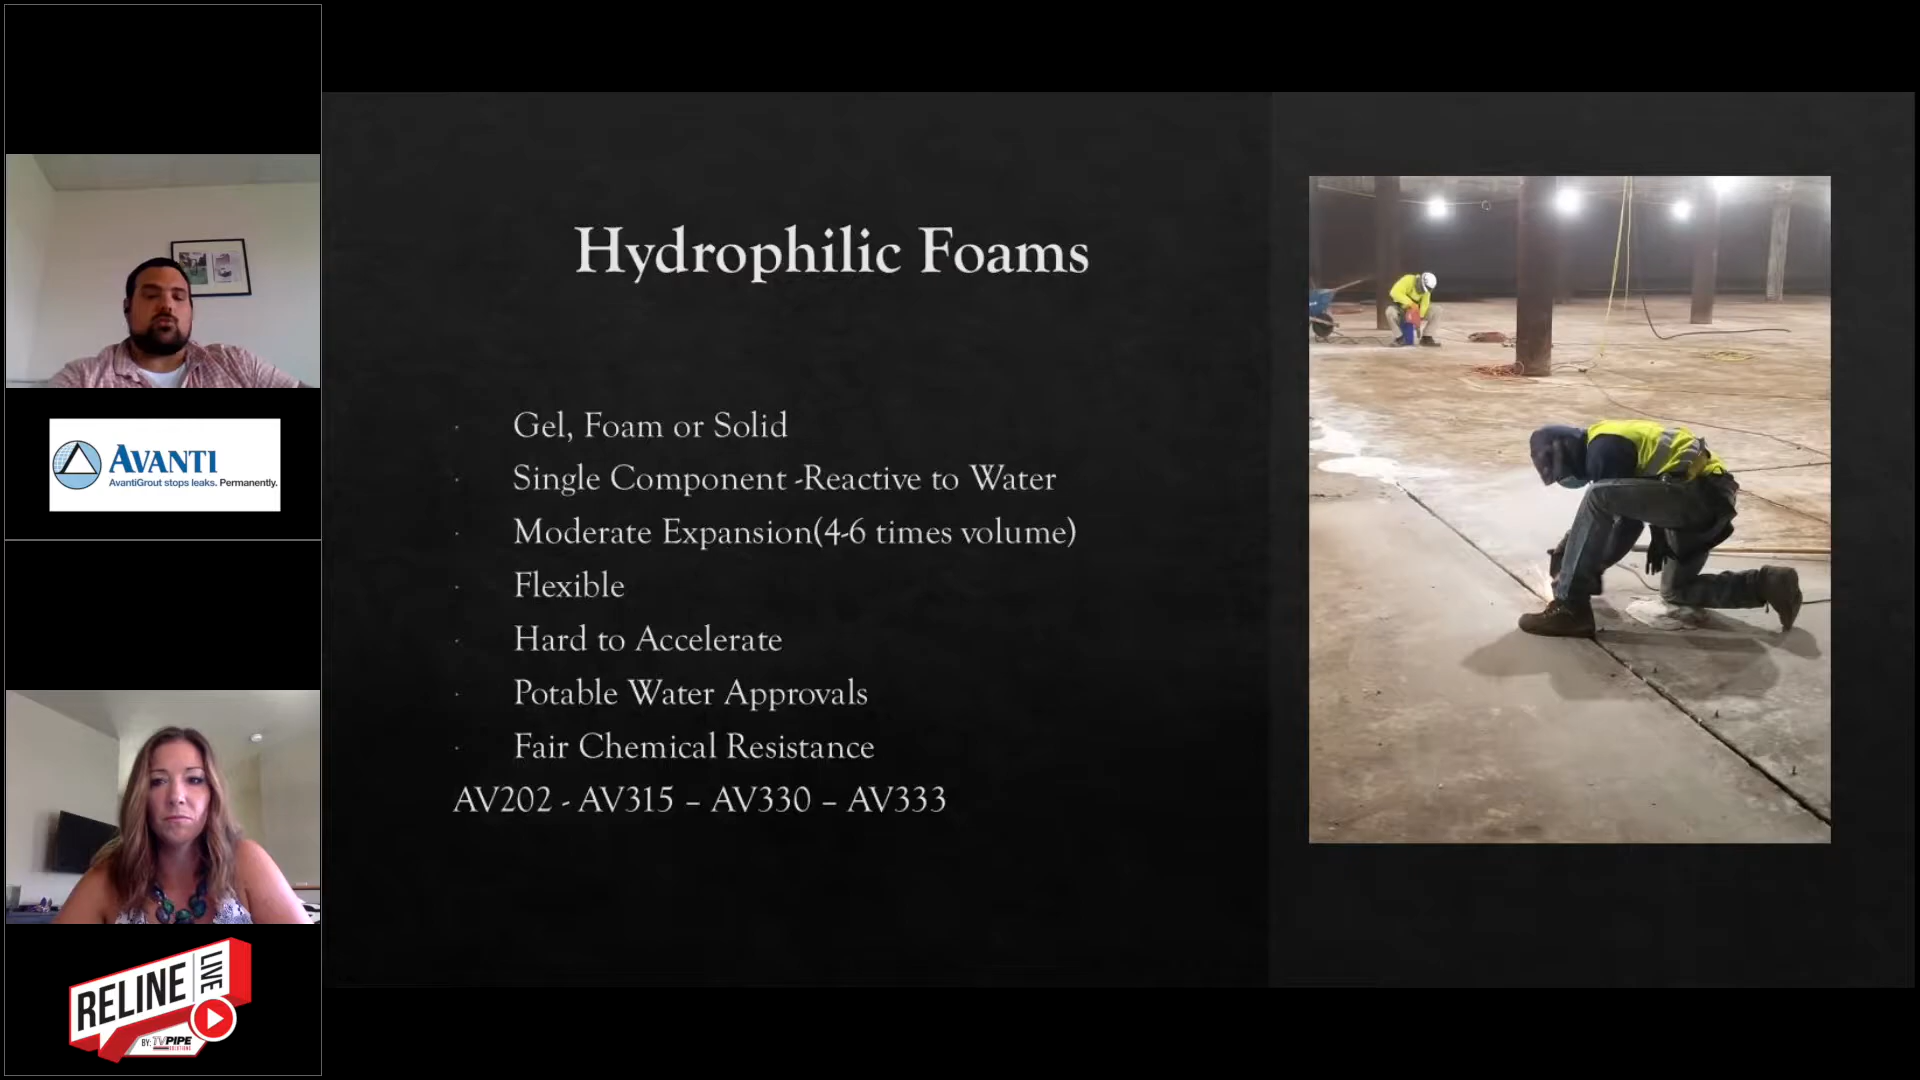 Hydrophilic Foams
· Gel, Foam or Solid
· Single Component -Reactive to Water
· Moderate Expansion(4-6 times volume)
· Flexible
· Hard to Accelerate
· Potable Water Approvals
· Fair Chemical Resistance
AV202 - AV315 – AV330 – AV333
AVANTI
AvantiGrout stops leaks. Permanently.
RELINE LIVE
BY: TVPIPE
SOLUTIONS